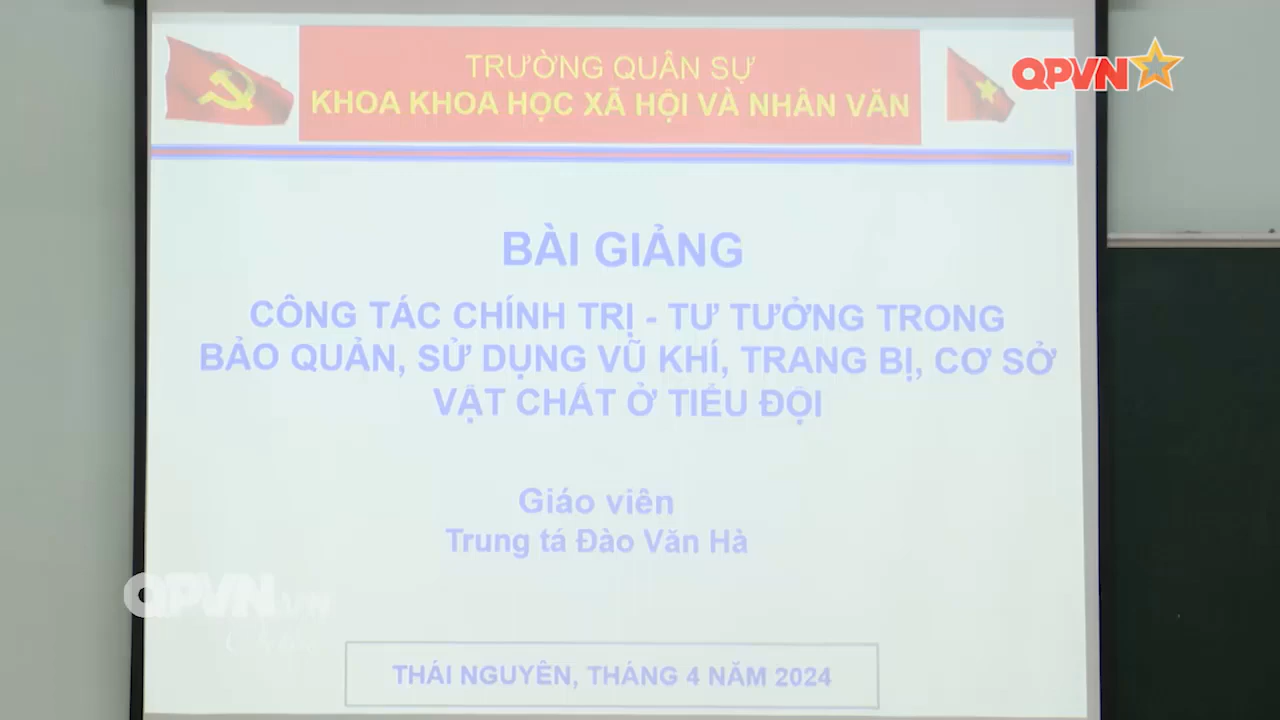 TRƯỜNG QUÂN SỰ
KHOA KHOA HỌC XÃ HỘI VÀ NHÂN VĂN
QPVN
BÀI GIẢNG
CÔNG TÁC CHÍNH TRỊ - TƯ TƯỞNG TRONG
BẢO QUẢN, SỬ DỤNG VŨ KHÍ, TRANG BỊ, CƠ SỞ
VẬT CHẤT Ở TIỂU ĐỘI
Giáo viên
Trung tá Đào Văn Hà
QPVN.vn
THÁI NGUYÊN, THÁNG 4 NĂM 2024